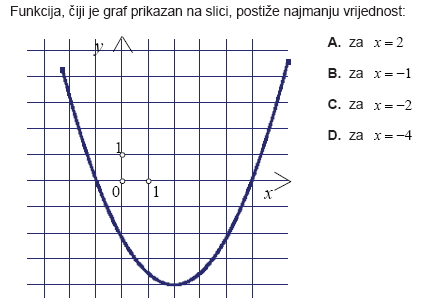 Funkcija, čiji je graf prikazan na slici, postiže najmanju vrijednost:
A. za x = 2
B. za x = −1
C. za x = −2
D. za x = −4
y
1
0
1
x